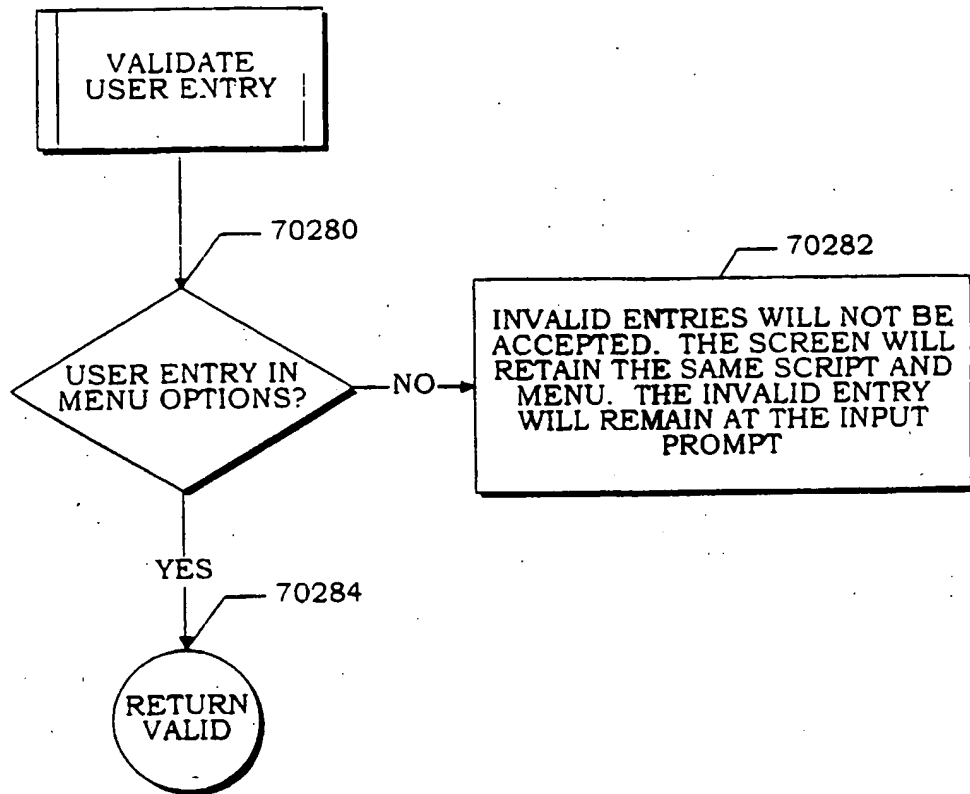 VALIDATE
USER ENTRY
70280
70282
USER ENTRY IN
MENU OPTIONS?
NO
INVALID ENTRIES WILL NOT BE
ACCEPTED. THE SCREEN WILL
RETAIN THE SAME SCRIPT AND
MENU. THE INVALID ENTRY
WILL REMAIN AT THE INPUT
PROMPT
YES
70284
RETURN
VALID